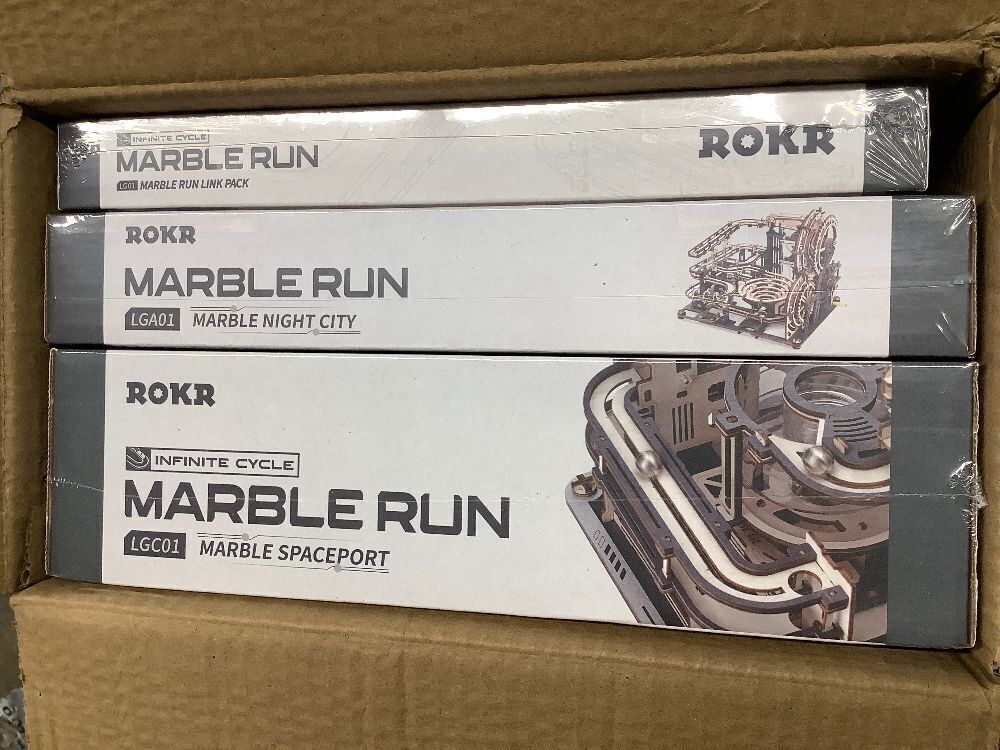 INFINITE CYCLE
MARBLE RUN
ROKR
LG01 MARBLE RUN LINK PACK
ROKR
MARBLE RUN
LGA01 MARBLE NIGHT CITY
ROKR
INFINITE CYCLE
MARBLE RUN
LGC01 MARBLE SPACEPORT